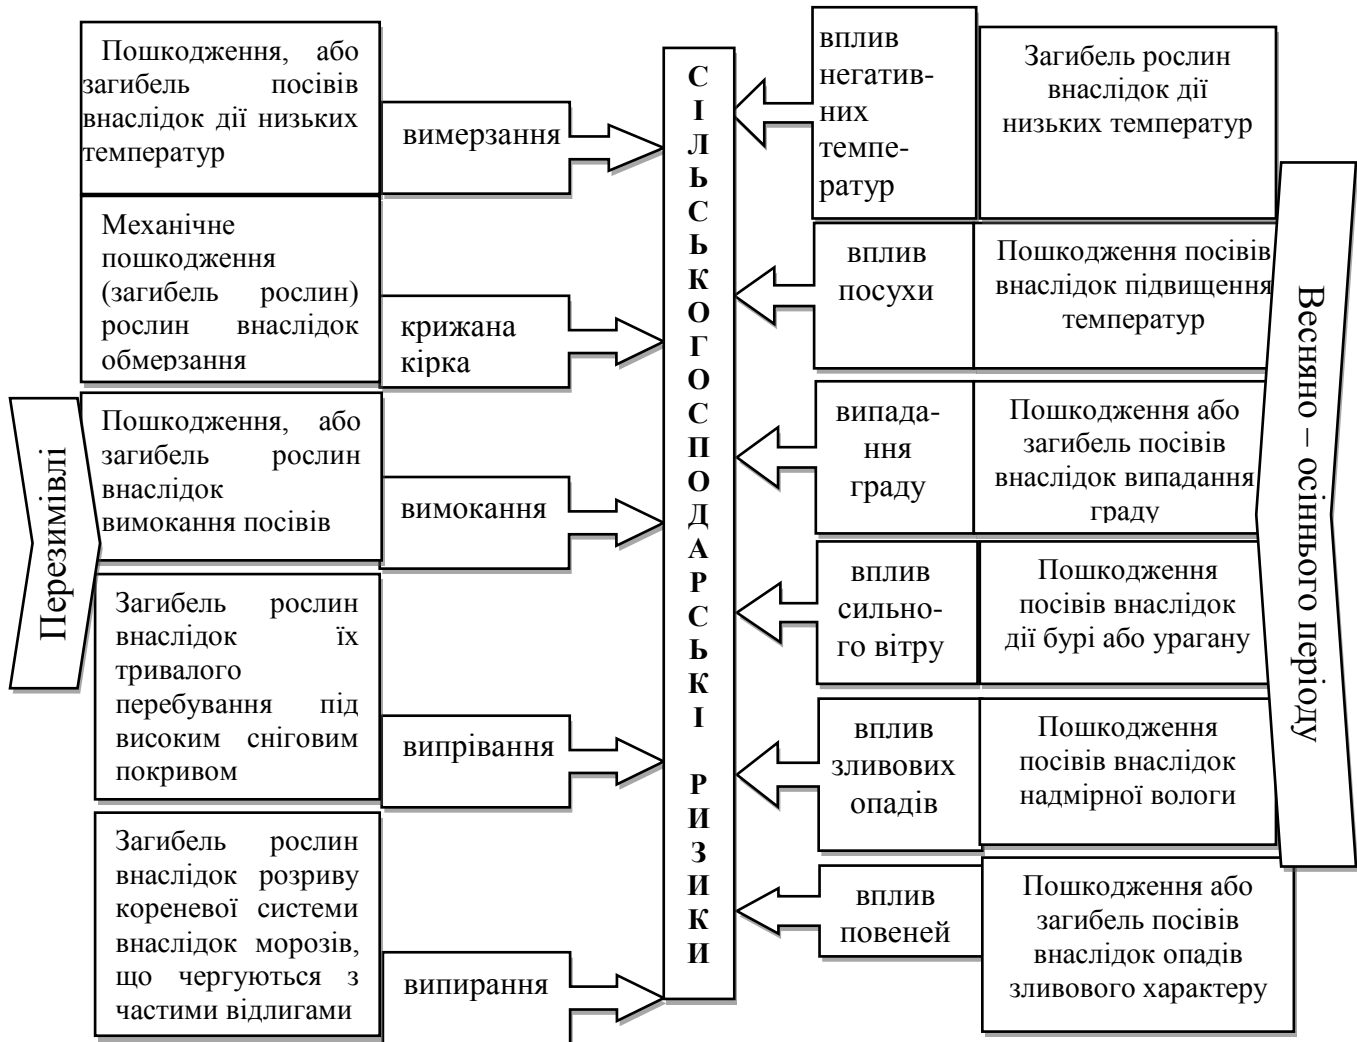 Перезимівлі
Пошкодження, або
загибель посівів
внаслідок дії низьких
температур
вимерзання
Механічне
пошкодження
(загибель рослин)
рослин внаслідок
обмерзання
крижана
кірка
Пошкодження, або
загибель рослин
внаслідок
вимокання посівів
вимокання
Загибель рослин
внаслідок їх
тривалого
перебування під
високим сніговим
покривом
випрівання
Загибель рослин
внаслідок розриву
кореневої системи
внаслідок морозів,
що чергуються з
частими відлигами
випирання
СІЛЬСЬКОГОСПОДАРСЬКІ РИЗИКИ
вплив
негатив-
них
темпе-
ратур
Загибель рослин
внаслідок дії
низьких температур
вплив
посухи
Пошкодження посівів
внаслідок підвищення
температур
випада-
ння
граду
Пошкодження або
загибель посівів
внаслідок випадання
граду
вплив
сильно-
го вітру
Пошкодження
посівів внаслідок
дії бурі або урагану
вплив
зливових
опадів
Пошкодження
посівів внаслідок
надмірної вологи
вплив
повеней
Пошкодження або
загибель посівів
внаслідок опадів
зливового характеру
Весняно – осіннього періоду